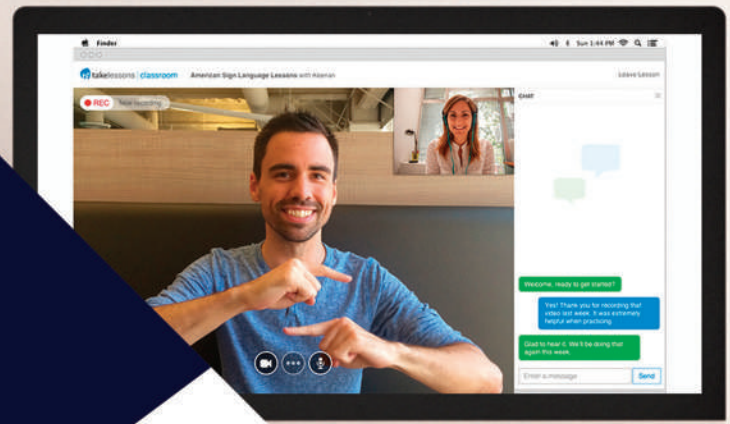 Finder
Sun 1:44 PM
takelessons classroom
American Sign Language Lessons with Keenan
Leave Lesson
REC Now recording
CHAT
Welcome, ready to get started?
Yes! Thank you for recording that
video last week. It was extremely
helpful when practicing.
Glad to hear it. We'll be doing that
again this week.
Enter a message
Send